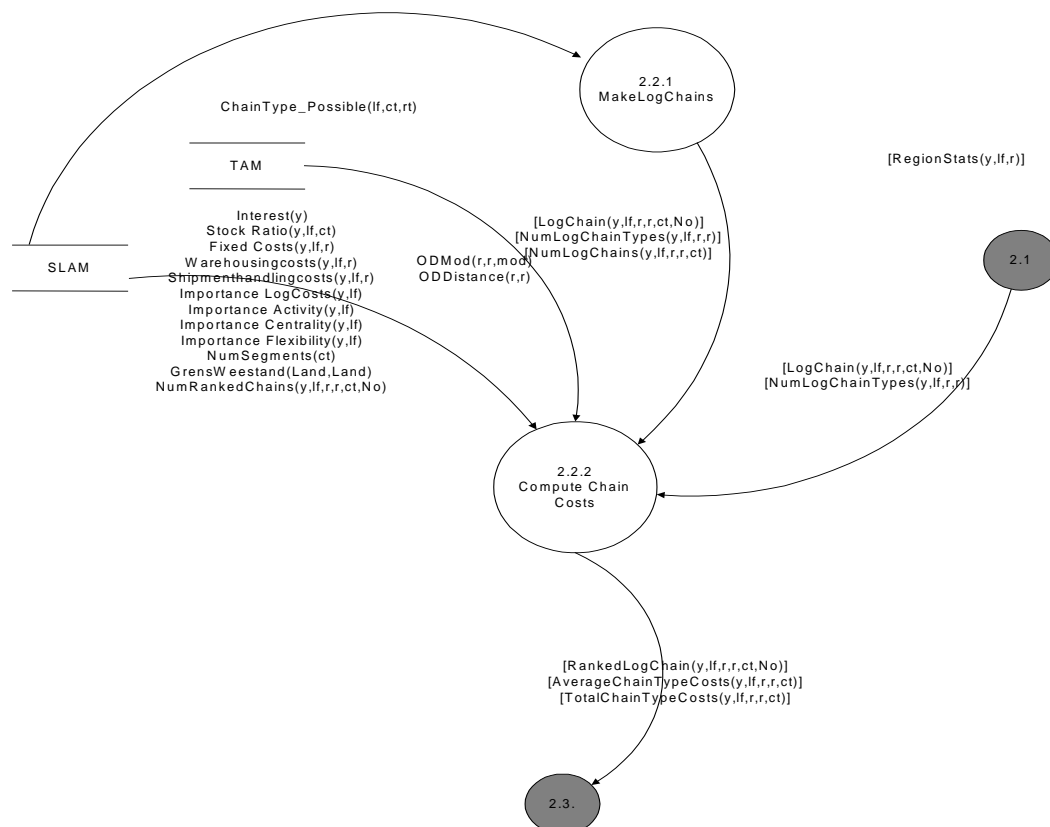 2.2.1
MakeLogChains
ChainType_Possible(lf,ct,rt)
TAM
[RegionStats(y,lf,r)]
Interest(y)
Stock Ratio(y,lf,ct)
Fixed Costs(y,lf,r)
Warehousingcosts(y,lf,r)
Shipmenthandlingcosts(y,lf,r)
Importance LogCosts(y,lf)
Importance Activity(y,lf)
Importance Centrality(y,lf)
Importance Flexibility(y,lf)
NumSegments(ct)
GrensWeestand(Land,Land)
NumRankedChains(y,lf,r,r,ct,No)
SLAM
[LogChain(y,lf,r,r,ct,No)]
[NumLogChainTypes(y,lf,r,r)]
[NumLogChains(y,lf,r,r,ct)]
ODMod(r,r,mod)
ODDistance(r,r)
2.1
[LogChain(y,lf,r,r,ct,No)]
[NumLogChainTypes(y,lf,r,r)]
2.2.2
Compute Chain
Costs
[RankedLogChain(y,lf,r,r,ct,No)]
[AverageChainTypeCosts(y,lf,r,r,ct)]
[TotalChainTypeCosts(y,lf,r,r,ct)]
2.3.